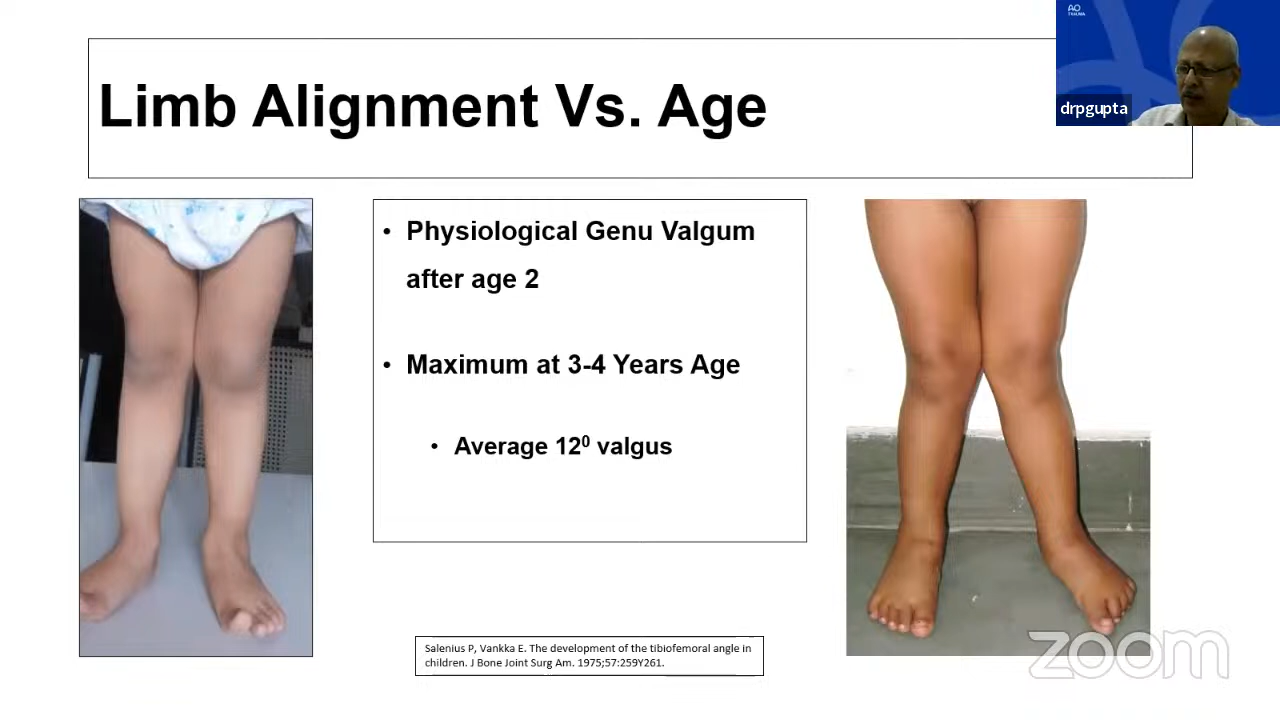 AO
TRAUMA
drpgupta
Limb Alignment Vs. Age
• Physiological Genu Valgum
after age 2
• Maximum at 3-4 Years Age
• Average 12⁰ valgus
Salenius P, Vankka E. The development of the tibiofemoral angle in
children. J Bone Joint Surg Am. 1975;57:259Y261.
zoom